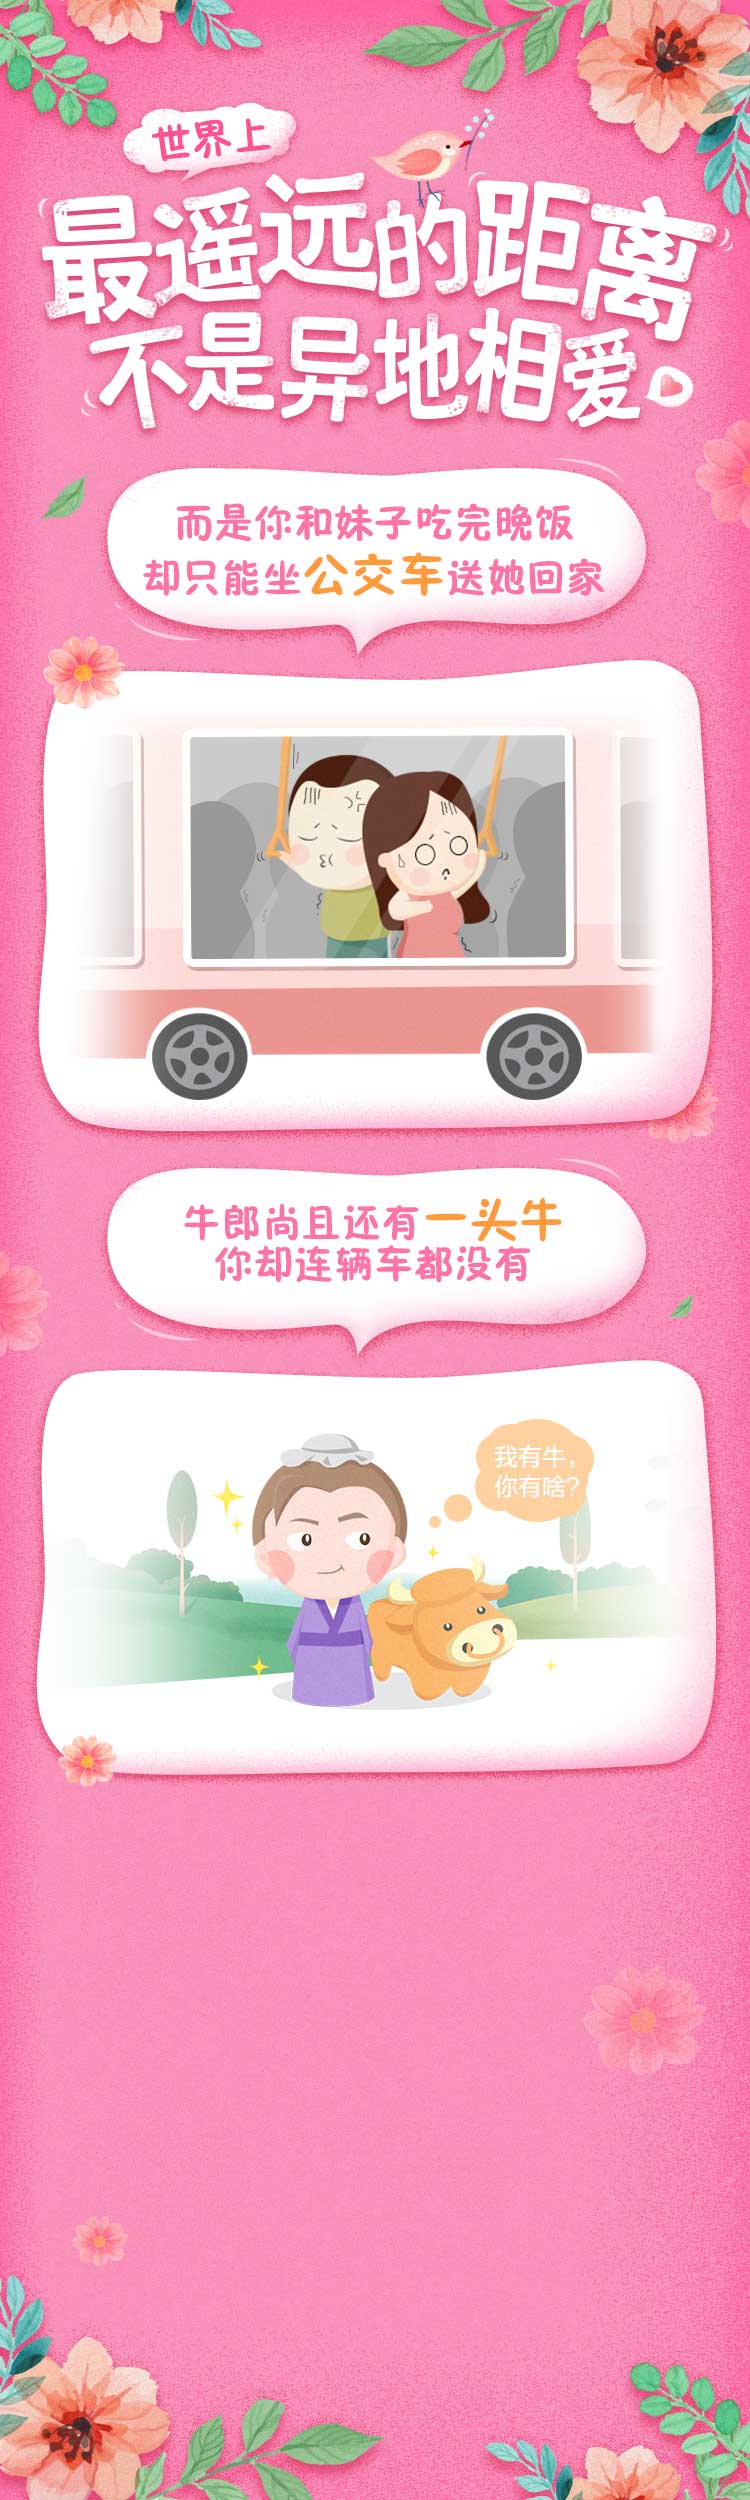 世界上
最遥远的距离
不是异地相爱
而是你和妹子吃完晚饭
却只能坐公交车送她回家
牛郎尚且还有一头牛
你却连辆车都没有
我有牛，
你有啥？